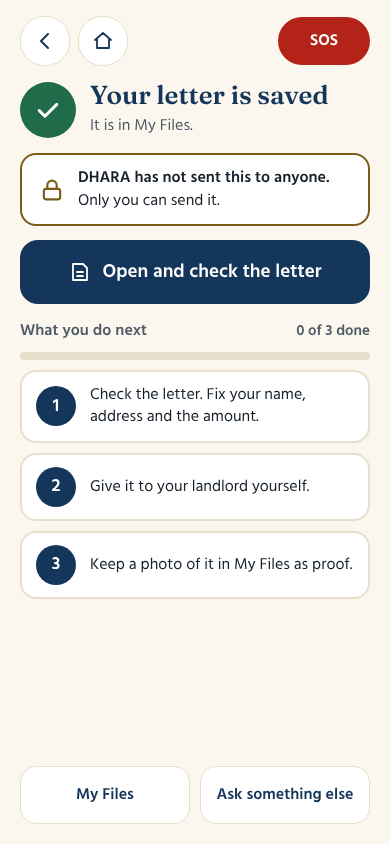 SOS
Your letter is saved
It is in My Files.
DHARA has not sent this to anyone.
Only you can send it.
Open and check the letter
What you do next
0 of 3 done
1
Check the letter. Fix your name,
address and the amount.
2
Give it to your landlord yourself.
3
Keep a photo of it in My Files as proof.
My Files
Ask something else